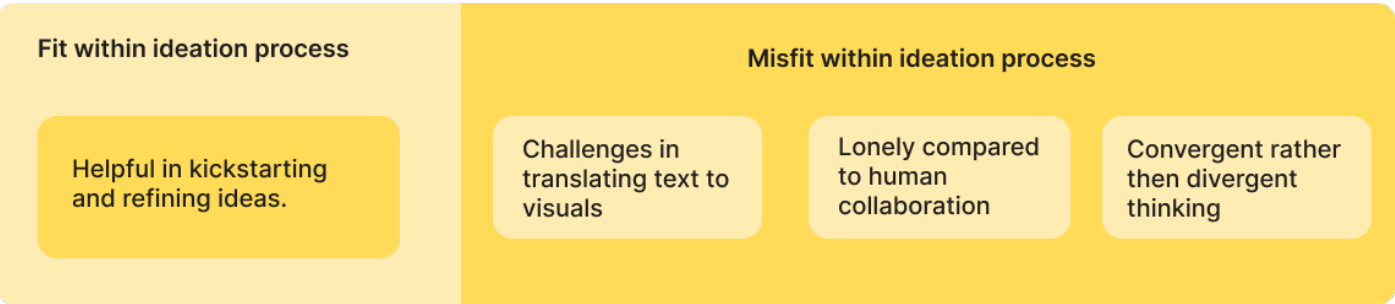 Fit within ideation process
Helpful in kickstarting
and refining ideas.
Misfit within ideation process
Challenges in
translating text to
visuals
Lonely compared
to human
collaboration
Convergent rather
then divergent
thinking